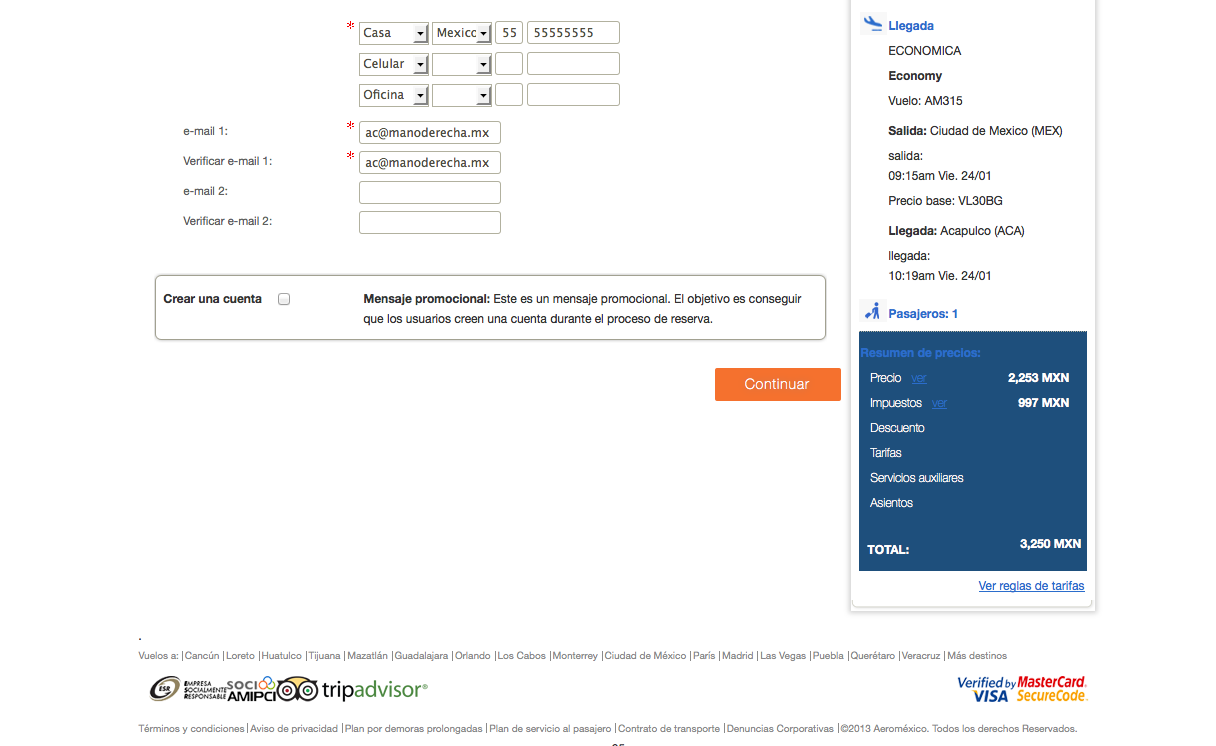 * Casa Mexico 55 55555555
Celular
Oficina
e-mail 1: * ac@manoderecha.mx
Verificar e-mail 1: * ac@manoderecha.mx
e-mail 2:
Verificar e-mail 2:
Crear una cuenta
Mensaje promocional: Este es un mensaje promocional. El objetivo es conseguir
que los usuarios creen una cuenta durante el proceso de reserva.
Continuar
Llegada
ECONOMICA
Economy
Vuelo: AM315
Salida: Ciudad de Mexico (MEX)
salida:
09:15am Vie. 24/01
Precio base: VL30BG
Llegada: Acapulco (ACA)
llegada:
10:19am Vie. 24/01
Pasajeros: 1
Resumen de precios:
Precio ver 2,253 MXN
Impuestos ver 997 MXN
Descuento
Tarifas
Servicios auxiliares
Asientos
TOTAL: 3,250 MXN
Ver reglas de tarifas
.
Vuelos a: |Cancún |Loreto |Huatulco |Tijuana |Mazatlán |Guadalajara |Orlando |Los Cabos |Monterrey |Ciudad de México |París |Madrid |Las Vegas |Puebla |Querétaro |Veracruz |Más destinos
ESR EMPRESA
SOCIALMENTE
RESPONSABLE
SOCIO
AMIPCI
tripadvisor®
Verified by
VISA
MasterCard.
SecureCode.
Términos y condiciones |Aviso de privacidad |Plan por demoras prolongadas |Plan de servicio al pasajero |Contrato de transporte |Denuncias Corporativas |©2013 Aeroméxico. Todos los derechos Reservados.